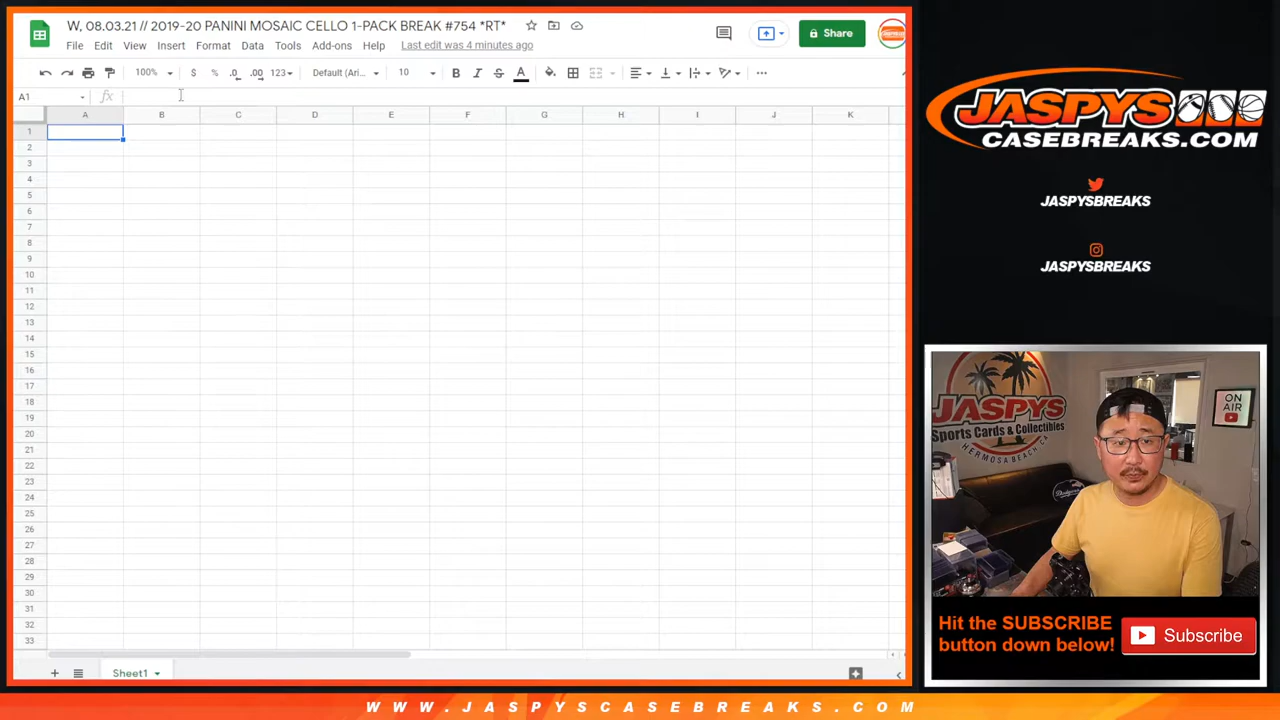 W, 08.03.21 // 2019-20 PANINI MOSAIC CELLO 1-PACK BREAK #754 *RT*
File Edit View Insert Format Data Tools Add-ons Help Last edit was 4 minutes ago
Share
100% $ % .0 .00 123 Default (Ari... 10 B I S A
A1 fx
A B C D E F G H I J K
1
2
3
4
5
6
7
8
9
10
11
12
13
14
15
16
17
18
19
20
21
22
23
24
25
26
27
28
29
30
31
32
33
Sheet1
JASPYS
CASEBREAKS.COM
JASPYSBREAKS
JASPYSBREAKS
JASPYS
Sports Cards & Collectibles
HERMOSA BEACH, CA
ON AIR
Dodgers
Hit the SUBSCRIBE
button down below!
Subscribe
WWW.JASPYSCASEBREAKS.COM